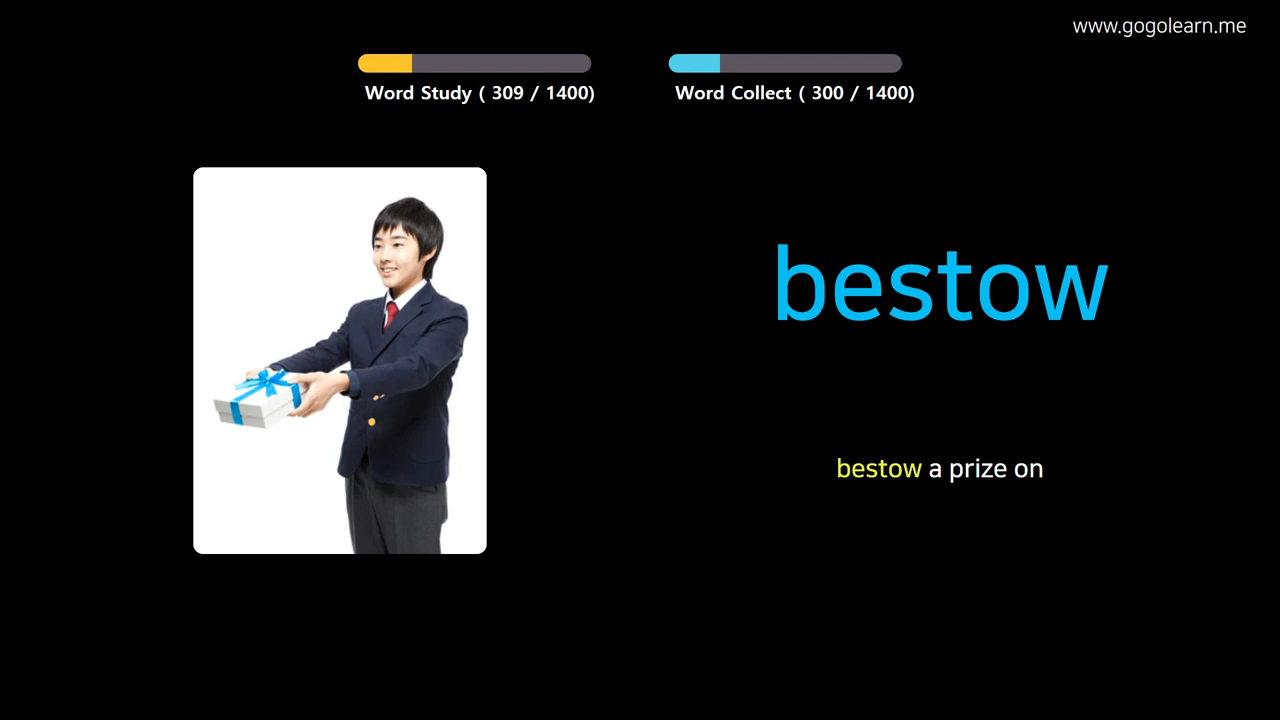 www.gogolearn.me
Word Study ( 309 / 1400)
Word Collect ( 300 / 1400)
bestow
bestow a prize on